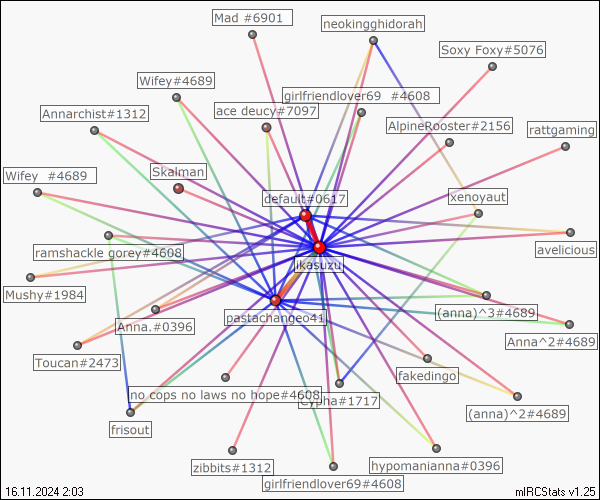 Mad #6901
neokingghidorah
Soxy Foxy#5076
Wifey#4689
girlfriendlover69 #4608
Annarchist#1312
ace deucy#7097
AlpineRooster#2156
rattgaming
Skalman
Wifey #4689
default#0617
xenoyaut
ramshackle gorey#4608
avelicious
ikasuzu
Mushy#1984
pastachangeo41
(anna)^3#4689
Anna.#0396
Anna^2#4689
Toucan#2473
fakedingo
no cops no laws no hope#4608
Cypha#1717
(anna)^2#4689
frisout
zibbits#1312
hypomanianna#0396
girlfriendlover69#4608
16.11.2024 2:03
mIRCStats v1.25